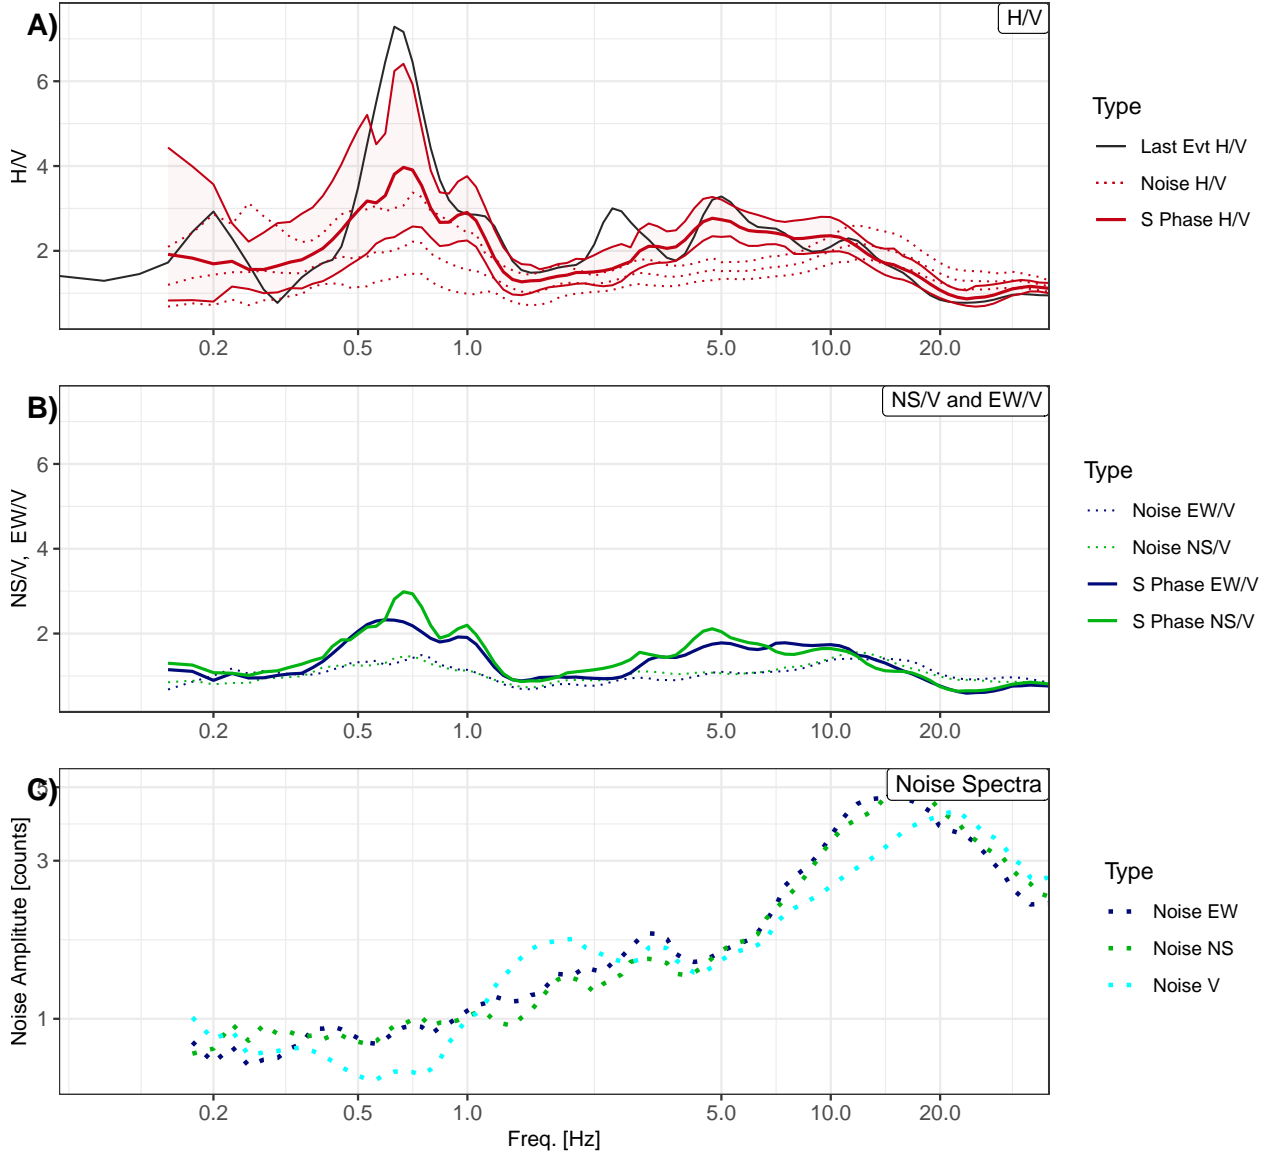 A)
H/V
6
4
2
H/V
0.2 0.5 1.0 5.0 10.0 20.0
Type
Last Evt H/V
Noise H/V
S Phase H/V
B)
NS/V and EW/V
6
4
2
NS/V, EW/V
0.2 0.5 1.0 5.0 10.0 20.0
Type
Noise EW/V
Noise NS/V
S Phase EW/V
S Phase NS/V
C)
Noise Spectra
3
1
Noise Amplitute [counts]
0.2 0.5 1.0 5.0 10.0 20.0
Freq. [Hz]
Type
Noise EW
Noise NS
Noise V